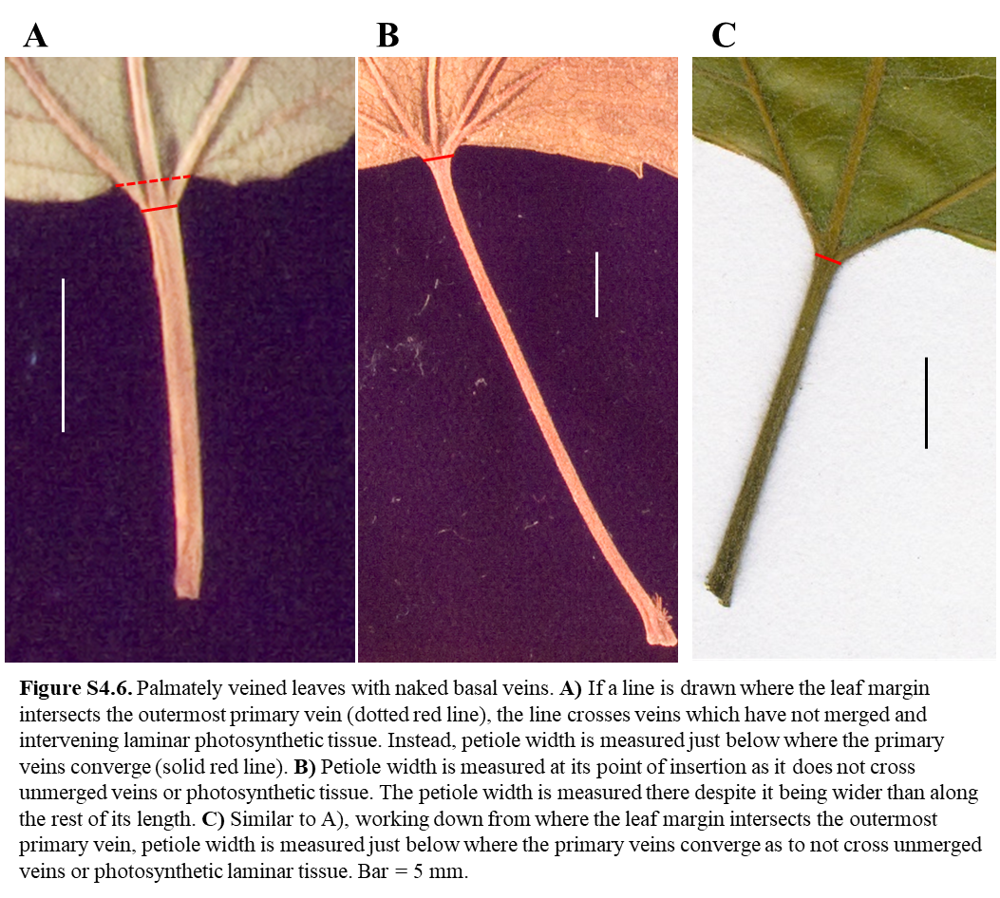 A
B
C
Figure S4.6. Palmately veined leaves with naked basal veins. A) If a line is drawn where the leaf margin
intersects the outermost primary vein (dotted red line), the line crosses veins which have not merged and
intervening laminar photosynthetic tissue. Instead, petiole width is measured just below where the primary
veins converge (solid red line). B) Petiole width is measured at its point of insertion as it does not cross
unmerged veins or photosynthetic tissue. The petiole width is measured there despite it being wider than along
the rest of its length. C) Similar to A), working down from where the leaf margin intersects the outermost
primary vein, petiole width is measured just below where the primary veins converge as to not cross unmerged
veins or photosynthetic laminar tissue. Bar = 5 mm.